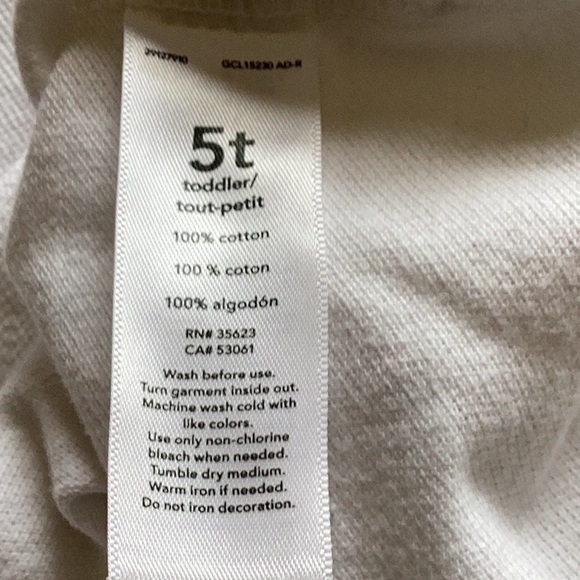 GCL15230 AD-R
5t
toddler/
tout-petit
100% cotton
100 % coton
100% algodón
RN# 35623
CA# 53061
Wash before use.
Turn garment inside out.
Machine wash cold with
like colors.
Use only non-chlorine
bleach when needed.
Tumble dry medium.
Warm iron if needed.
Do not iron decoration.